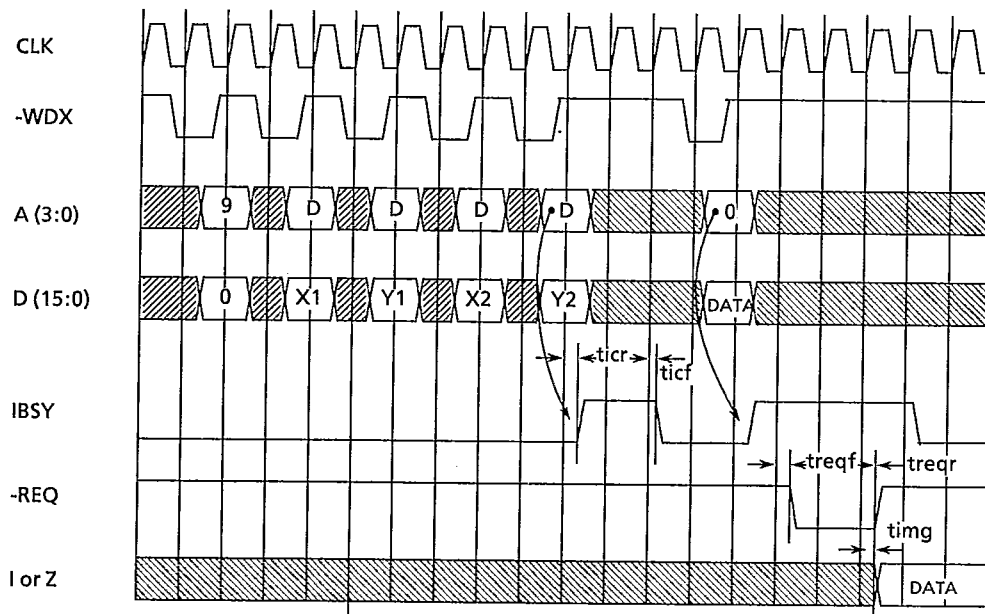 CLK
-WDX
A (3:0) 9 D D D D 0
D (15:0) 0 X1 Y1 X2 Y2 DATA
ticr
ticf
IBSY
treqf treqr
-REQ
timg
I or Z DATA